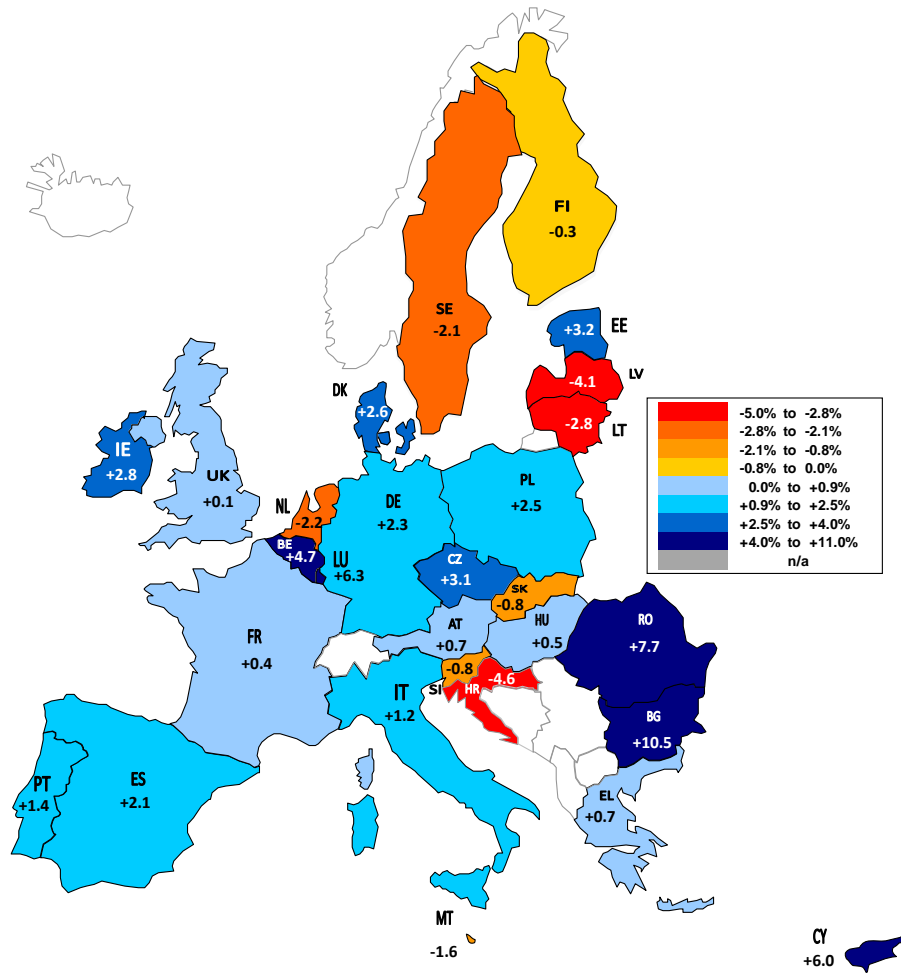 FI
-0.3
SE
-2.1
+3.2
EE
DK
+2.6
-4.1
LV
-2.8
LT
-5.0% to -2.8%
-2.8% to -2.1%
-2.1% to -0.8%
-0.8% to 0.0%
0.0% to +0.9%
+0.9% to +2.5%
+2.5% to +4.0%
+4.0% to +11.0%
n/a
IE
+2.8
UK
+0.1
NL
-2.2
DE
+2.3
PL
+2.5
BE
+4.7
LU
+6.3
CZ
+3.1
SK
-0.8
FR
+0.4
AT
+0.7
HU
+0.5
RO
+7.7
-0.8
SI
HR
-4.6
IT
+1.2
BG
+10.5
PT
+1.4
ES
+2.1
EL
+0.7
MT
-1.6
CY
+6.0